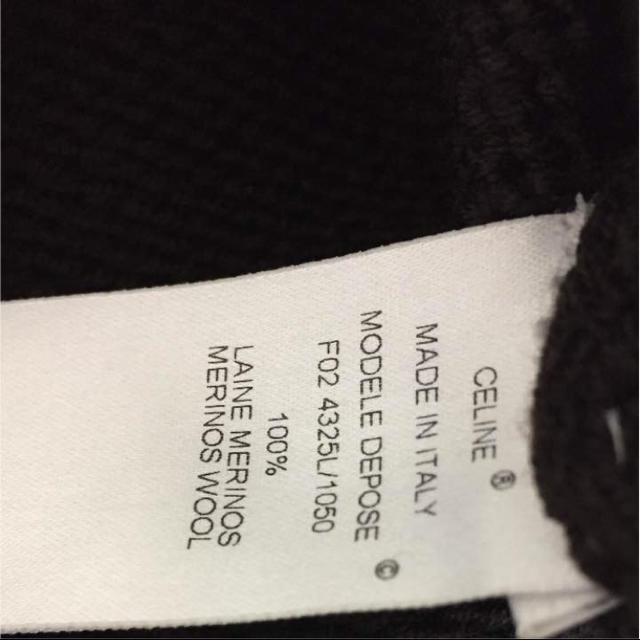 CELINE ®
MADE IN ITALY
MODELE DEPOSE ©
F02 4325L/1050
100%
LAINE MERINOS
MERINOS WOOL